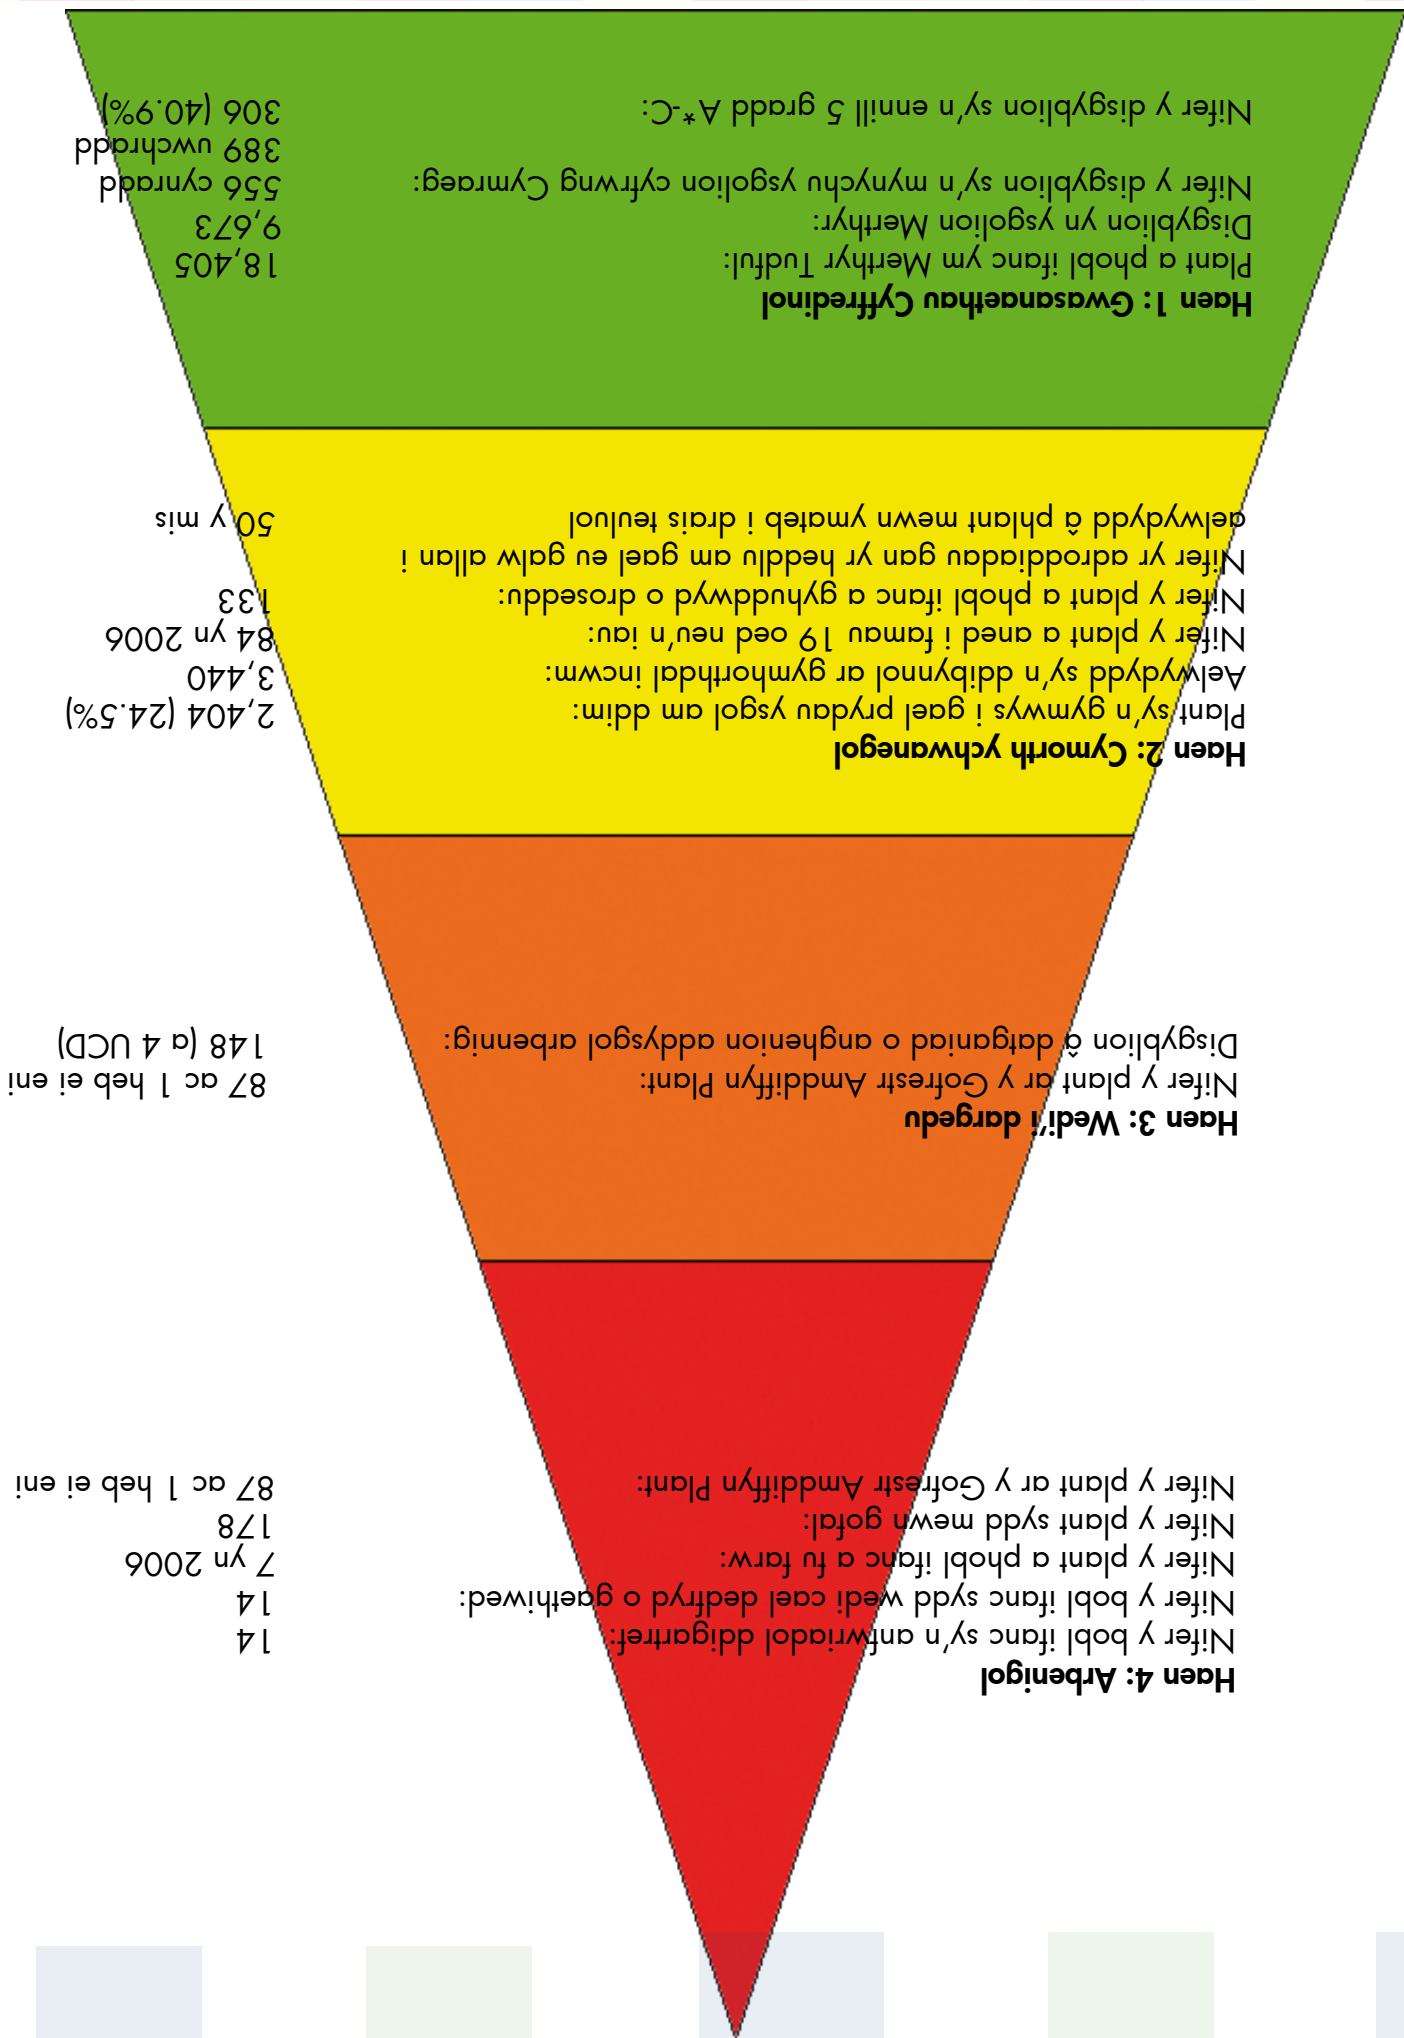 Haen 4: Arbenigol
Nifer y bobl ifanc sy'n anfwriadol ddigartref: 14
Nifer y bobl ifanc sydd wedi cael dedfryd o gaethiwed: 14
Nifer y plant a phobl ifanc a fu farw: 7 yn 2006
Nifer y plant sydd mewn gofal: 178
Nifer y plant ar y Gofrestr Amddiffyn Plant: 87 ac 1 heb ei eni
Haen 3: Wedi'i dargedu
Nifer y plant ar y Gofrestr Amddiffyn Plant: 87 ac 1 heb ei eni
Disgyblion â datganiad o anghenion addysgol arbennig: 148 (a 4 UCD)
Haen 2: Cymorth ychwanegol
Plant sy'n gymwys i gael prydau ysgol am ddim: 2,404 (24.5%)
Aelwydydd sy'n ddibynnol ar gymhorthdal incwm: 3,440
Nifer y plant a aned i famau 19 oed neu'n iau: 84 yn 2006
Nifer y plant a phobl ifanc a gyhuddwyd o droseddu: 133
Nifer yr adroddiadau gan yr heddlu am gael eu galw allan i
aelwydydd â phlant mewn ymateb i drais teuluol 50 y mis
Haen 1: Gwasanaethau Cyffredinol
Plant a phobl ifanc ym Merthyr Tudful: 18,405
Disgyblion yn ysgolion Merthyr: 9,673
Nifer y disgyblion sy'n mynychu ysgolion cyfrwng Cymraeg: 556 cynradd
389 uwchradd
Nifer y disgyblion sy'n ennill 5 gradd A*-C: 306 (40.9%)